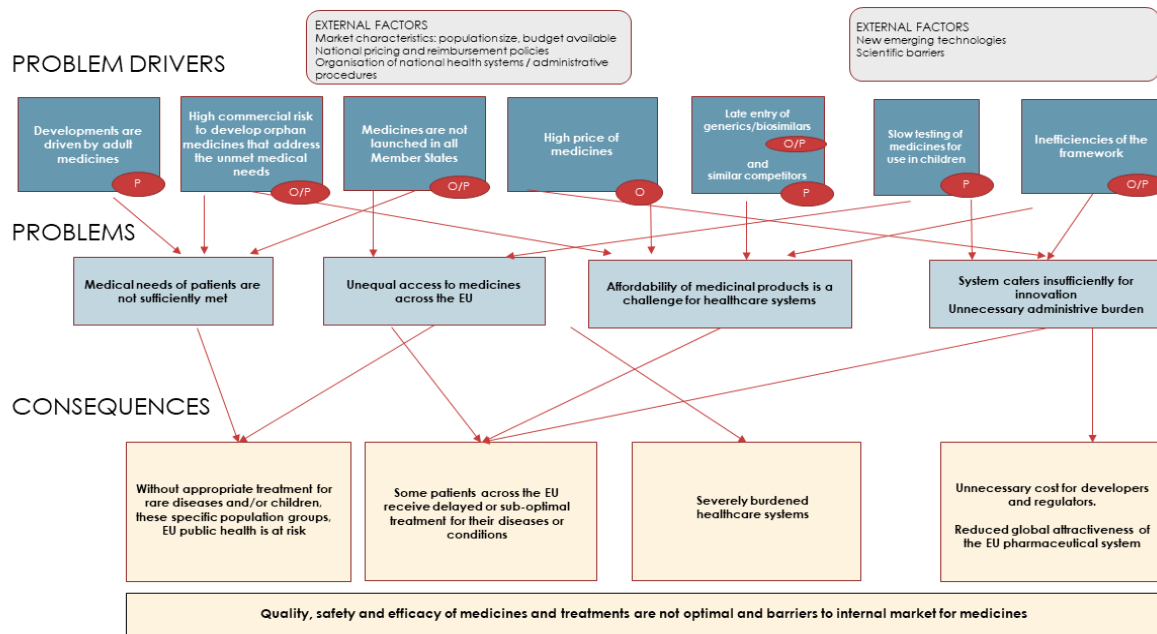 EXTERNAL FACTORS
Market characteristics: population size, budget available
National pricing and reimbursement policies
Organisation of national health systems / administrative
procedures
EXTERNAL FACTORS
New emerging technologies
Scientific barriers
PROBLEM DRIVERS
Developments are
driven by adult
medicines
P
High commercial risk
to develop orphan
medicines that address
the unmet medical
needs
O/P
Medicines are not
launched in all
Member States
O/P
High price of
medicines
O
Late entry of
generics/biosimilars
O/P
and
similar competitors
P
Slow testing of
medicines for
use in children
P
Inefficiencies of the
framework
O/P
PROBLEMS
Medical needs of patients are
not sufficiently met
Unequal access to medicines
across the EU
Affordability of medicinal products is a
challenge for healthcare systems
System caters insufficiently for
innovation
Unnecessary administrive burden
CONSEQUENCES
Without appropriate treatment for
rare diseases and/or children,
these specific population groups,
EU public health is at risk
Some patients across the EU
receive delayed or sub-optimal
treatment for their diseases or
conditions
Severely burdened
healthcare systems
Unnecessary cost for developers
and regulators.
Reduced global attractiveness of
the EU pharmaceutical system
Quality, safety and efficacy of medicines and treatments are not optimal and barriers to internal market for medicines